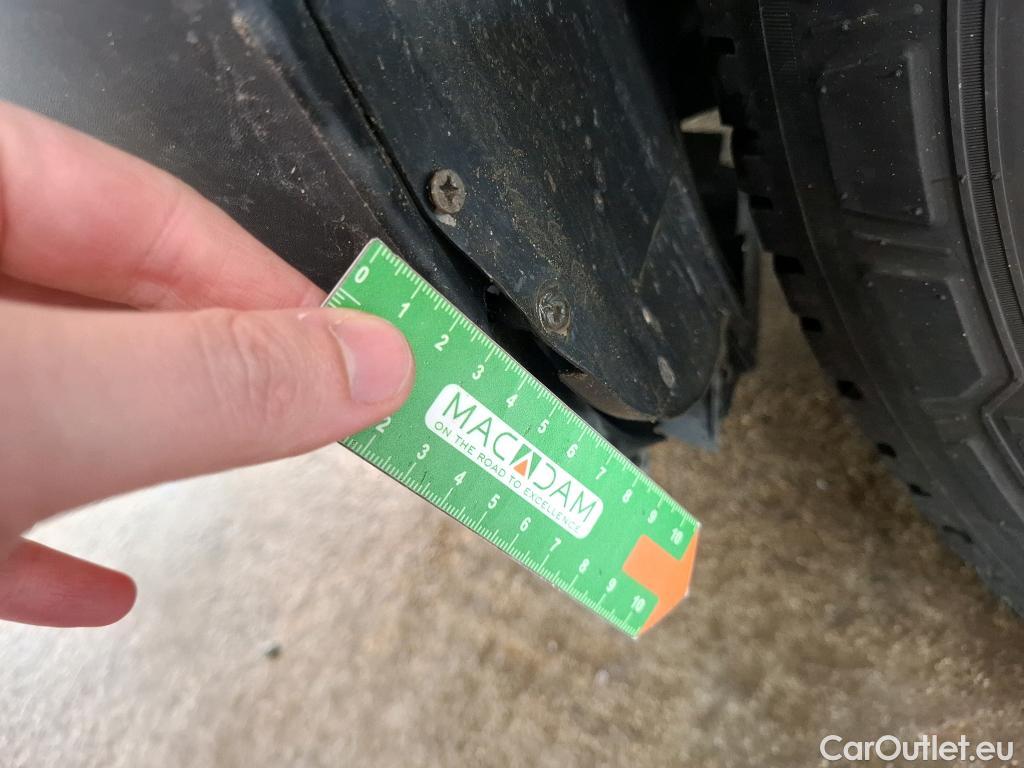 0 1 2 3 4 5 6 7 8 9 10
MACADAM
ON THE ROAD TO EXCELLENCE
2 3 4 5 6 7 8 9 10
CarOutlet.eu